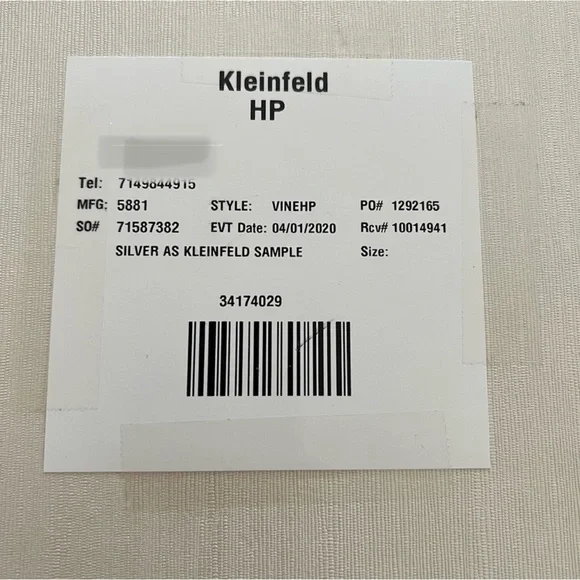 Kleinfeld
HP
Tel: 7149844915
MFG: 5881 STYLE: VINEHP PO# 1292165
SO# 71587382 EVT Date: 04/01/2020 Rcv# 10014941
SILVER AS KLEINFELD SAMPLE Size:
34174029